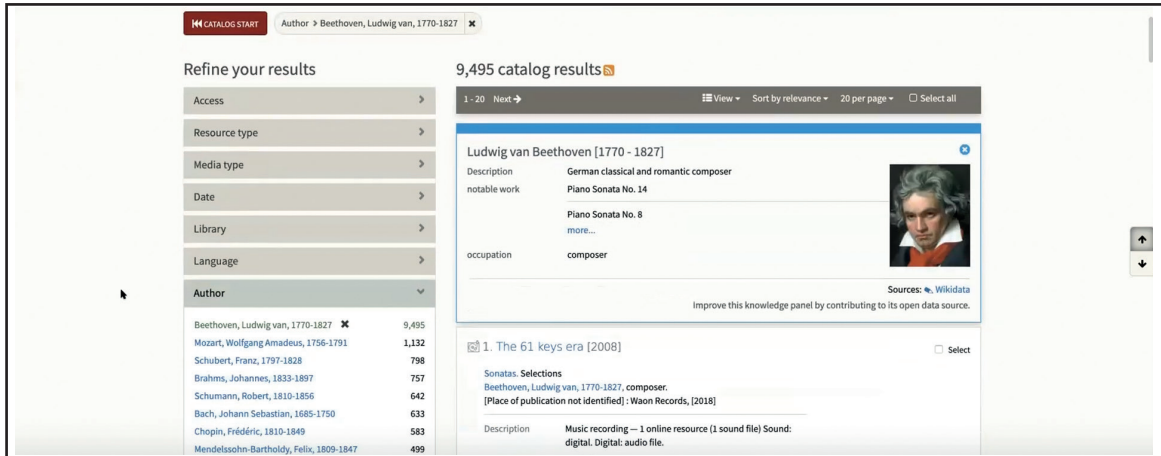 CATALOG START
Author > Beethoven, Ludwig van, 1770-1827 ✖
Refine your results
Access
Resource type
Media type
Date
Library
Language
Author
Beethoven, Ludwig van, 1770-1827 ✖ 9,495
Mozart, Wolfgang Amadeus, 1756-1791 1,132
Schubert, Franz, 1797-1828 798
Brahms, Johannes, 1833-1897 757
Schumann, Robert, 1810-1856 642
Bach, Johann Sebastian, 1685-1750 633
Chopin, Frédéric, 1810-1849 583
Mendelssohn-Bartholdy, Felix, 1809-1847 499
9,495 catalog results
1 - 20 Next → View Sort by relevance 20 per page Select all
Ludwig van Beethoven [1770 - 1827]
Description German classical and romantic composer
notable work Piano Sonata No. 14
Piano Sonata No. 8
more...
occupation composer
Sources: Wikidata
Improve this knowledge panel by contributing to its open data source.
1. The 61 keys era [2008] Select
Sonatas. Selections
Beethoven, Ludwig van, 1770-1827, composer.
[Place of publication not identified] : Waon Records, [2018]
Description Music recording — 1 online resource (1 sound file) Sound:
digital. Digital: audio file.